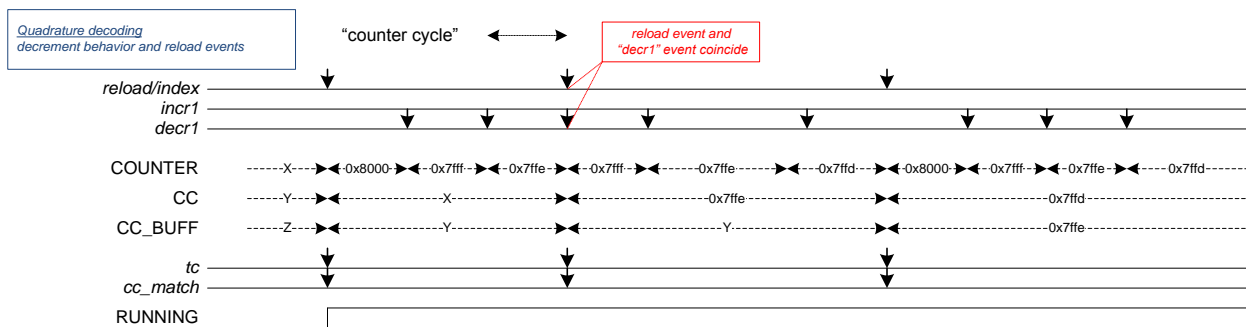 Quadrature decoding
decrement behavior and reload events
“counter cycle”
reload event and
“decr1” event coincide
reload/index
incr1
decr1
COUNTER X 0x8000 0x7fff 0x7ffe 0x7fff 0x7ffe 0x7ffd 0x8000 0x7fff 0x7ffe 0x7ffd
CC Y X 0x7ffe 0x7ffd
CC_BUFF Z Y Y 0x7ffe
tc
cc_match
RUNNING